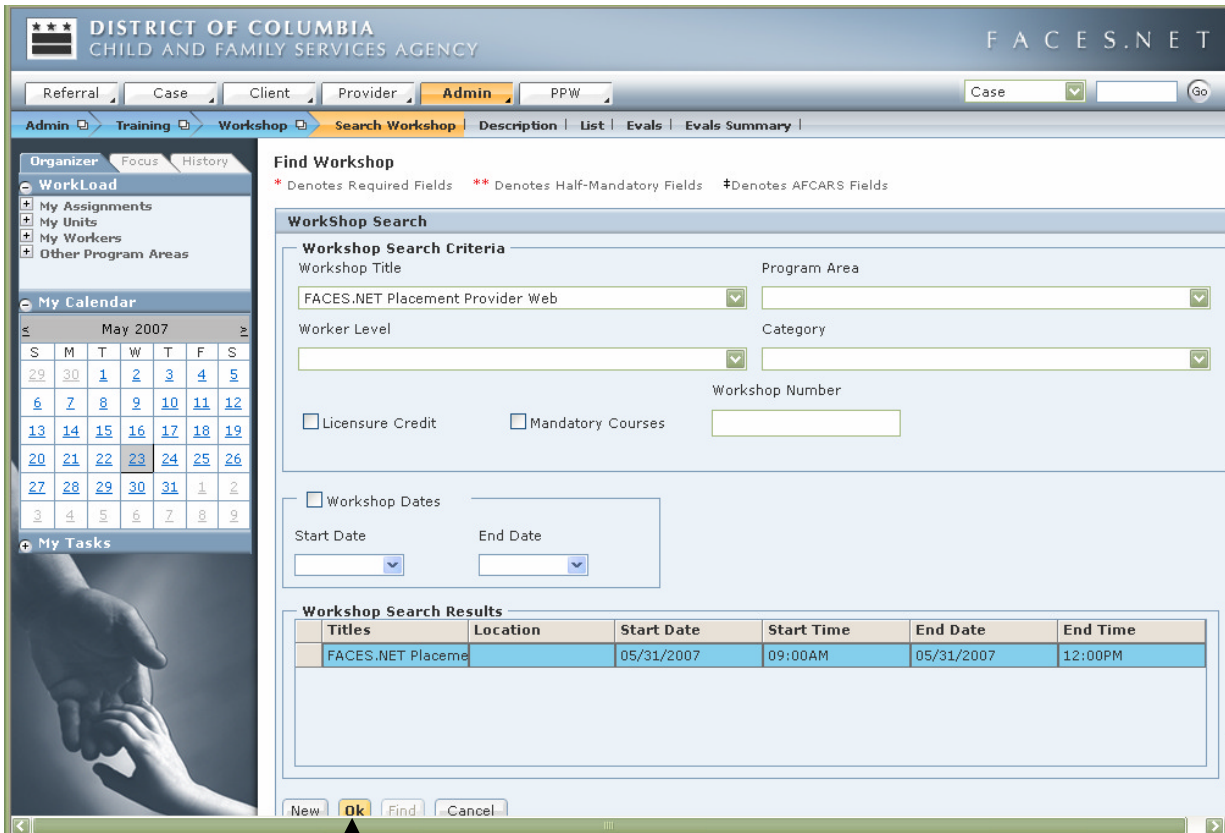 DISTRICT OF COLUMBIA
CHILD AND FAMILY SERVICES AGENCY
FACES.NET
Referral Case Client Provider Admin PPW Case Go
Admin Training Workshop Search Workshop | Description | List | Evals | Evals Summary |
Organizer Focus History
WorkLoad
My Assignments
My Units
My Workers
Other Program Areas
My Calendar
< May 2007 >
S M T W T F S
29 30 1 2 3 4 5
6 7 8 9 10 11 12
13 14 15 16 17 18 19
20 21 22 23 24 25 26
27 28 29 30 31 1 2
3 4 5 6 7 8 9
My Tasks
Find Workshop
* Denotes Required Fields ** Denotes Half-Mandatory Fields ‡Denotes AFCARS Fields
WorkShop Search
Workshop Search Criteria
Workshop Title Program Area
FACES.NET Placement Provider Web
Worker Level Category
Workshop Number
Licensure Credit Mandatory Courses
Workshop Dates
Start Date End Date
Workshop Search Results
Titles Location Start Date Start Time End Date End Time
FACES.NET Placeme 05/31/2007 09:00AM 05/31/2007 12:00PM
New Ok Find Cancel